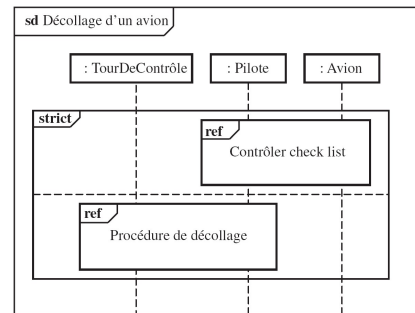 sd Décollage d'un avion
: TourDeContrôle : Pilote : Avion
strict
ref
Contrôler check list
ref
Procédure de décollage